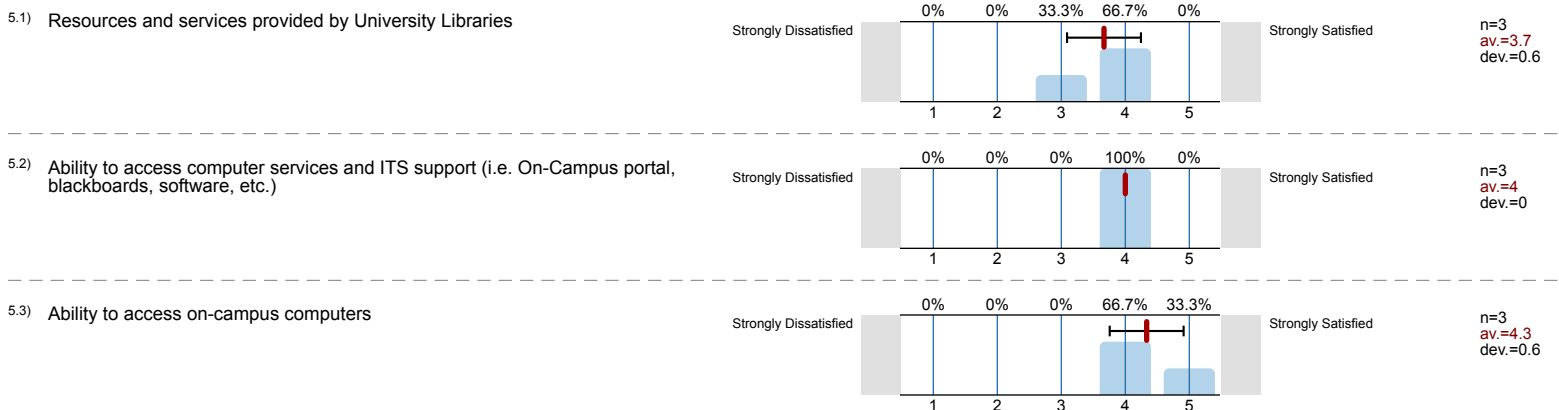 5.1) Resources and services provided by University Libraries
Strongly Dissatisfied
0% 0% 33.3% 66.7% 0%
1 2 3 4 5
Strongly Satisfied
n=3
av.=3.7
dev.=0.6
5.2) Ability to access computer services and ITS support (i.e. On-Campus portal,
blackboards, software, etc.)
Strongly Dissatisfied
0% 0% 0% 100% 0%
1 2 3 4 5
Strongly Satisfied
n=3
av.=4
dev.=0
5.3) Ability to access on-campus computers
Strongly Dissatisfied
0% 0% 0% 66.7% 33.3%
1 2 3 4 5
Strongly Satisfied
n=3
av.=4.3
dev.=0.6